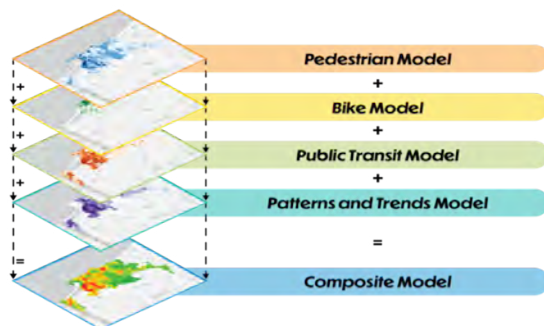 Pedestrian Model
+
+
Bike Model
+
+
Public Transit Model
+
+
Patterns and Trends Model
=
=
Composite Model